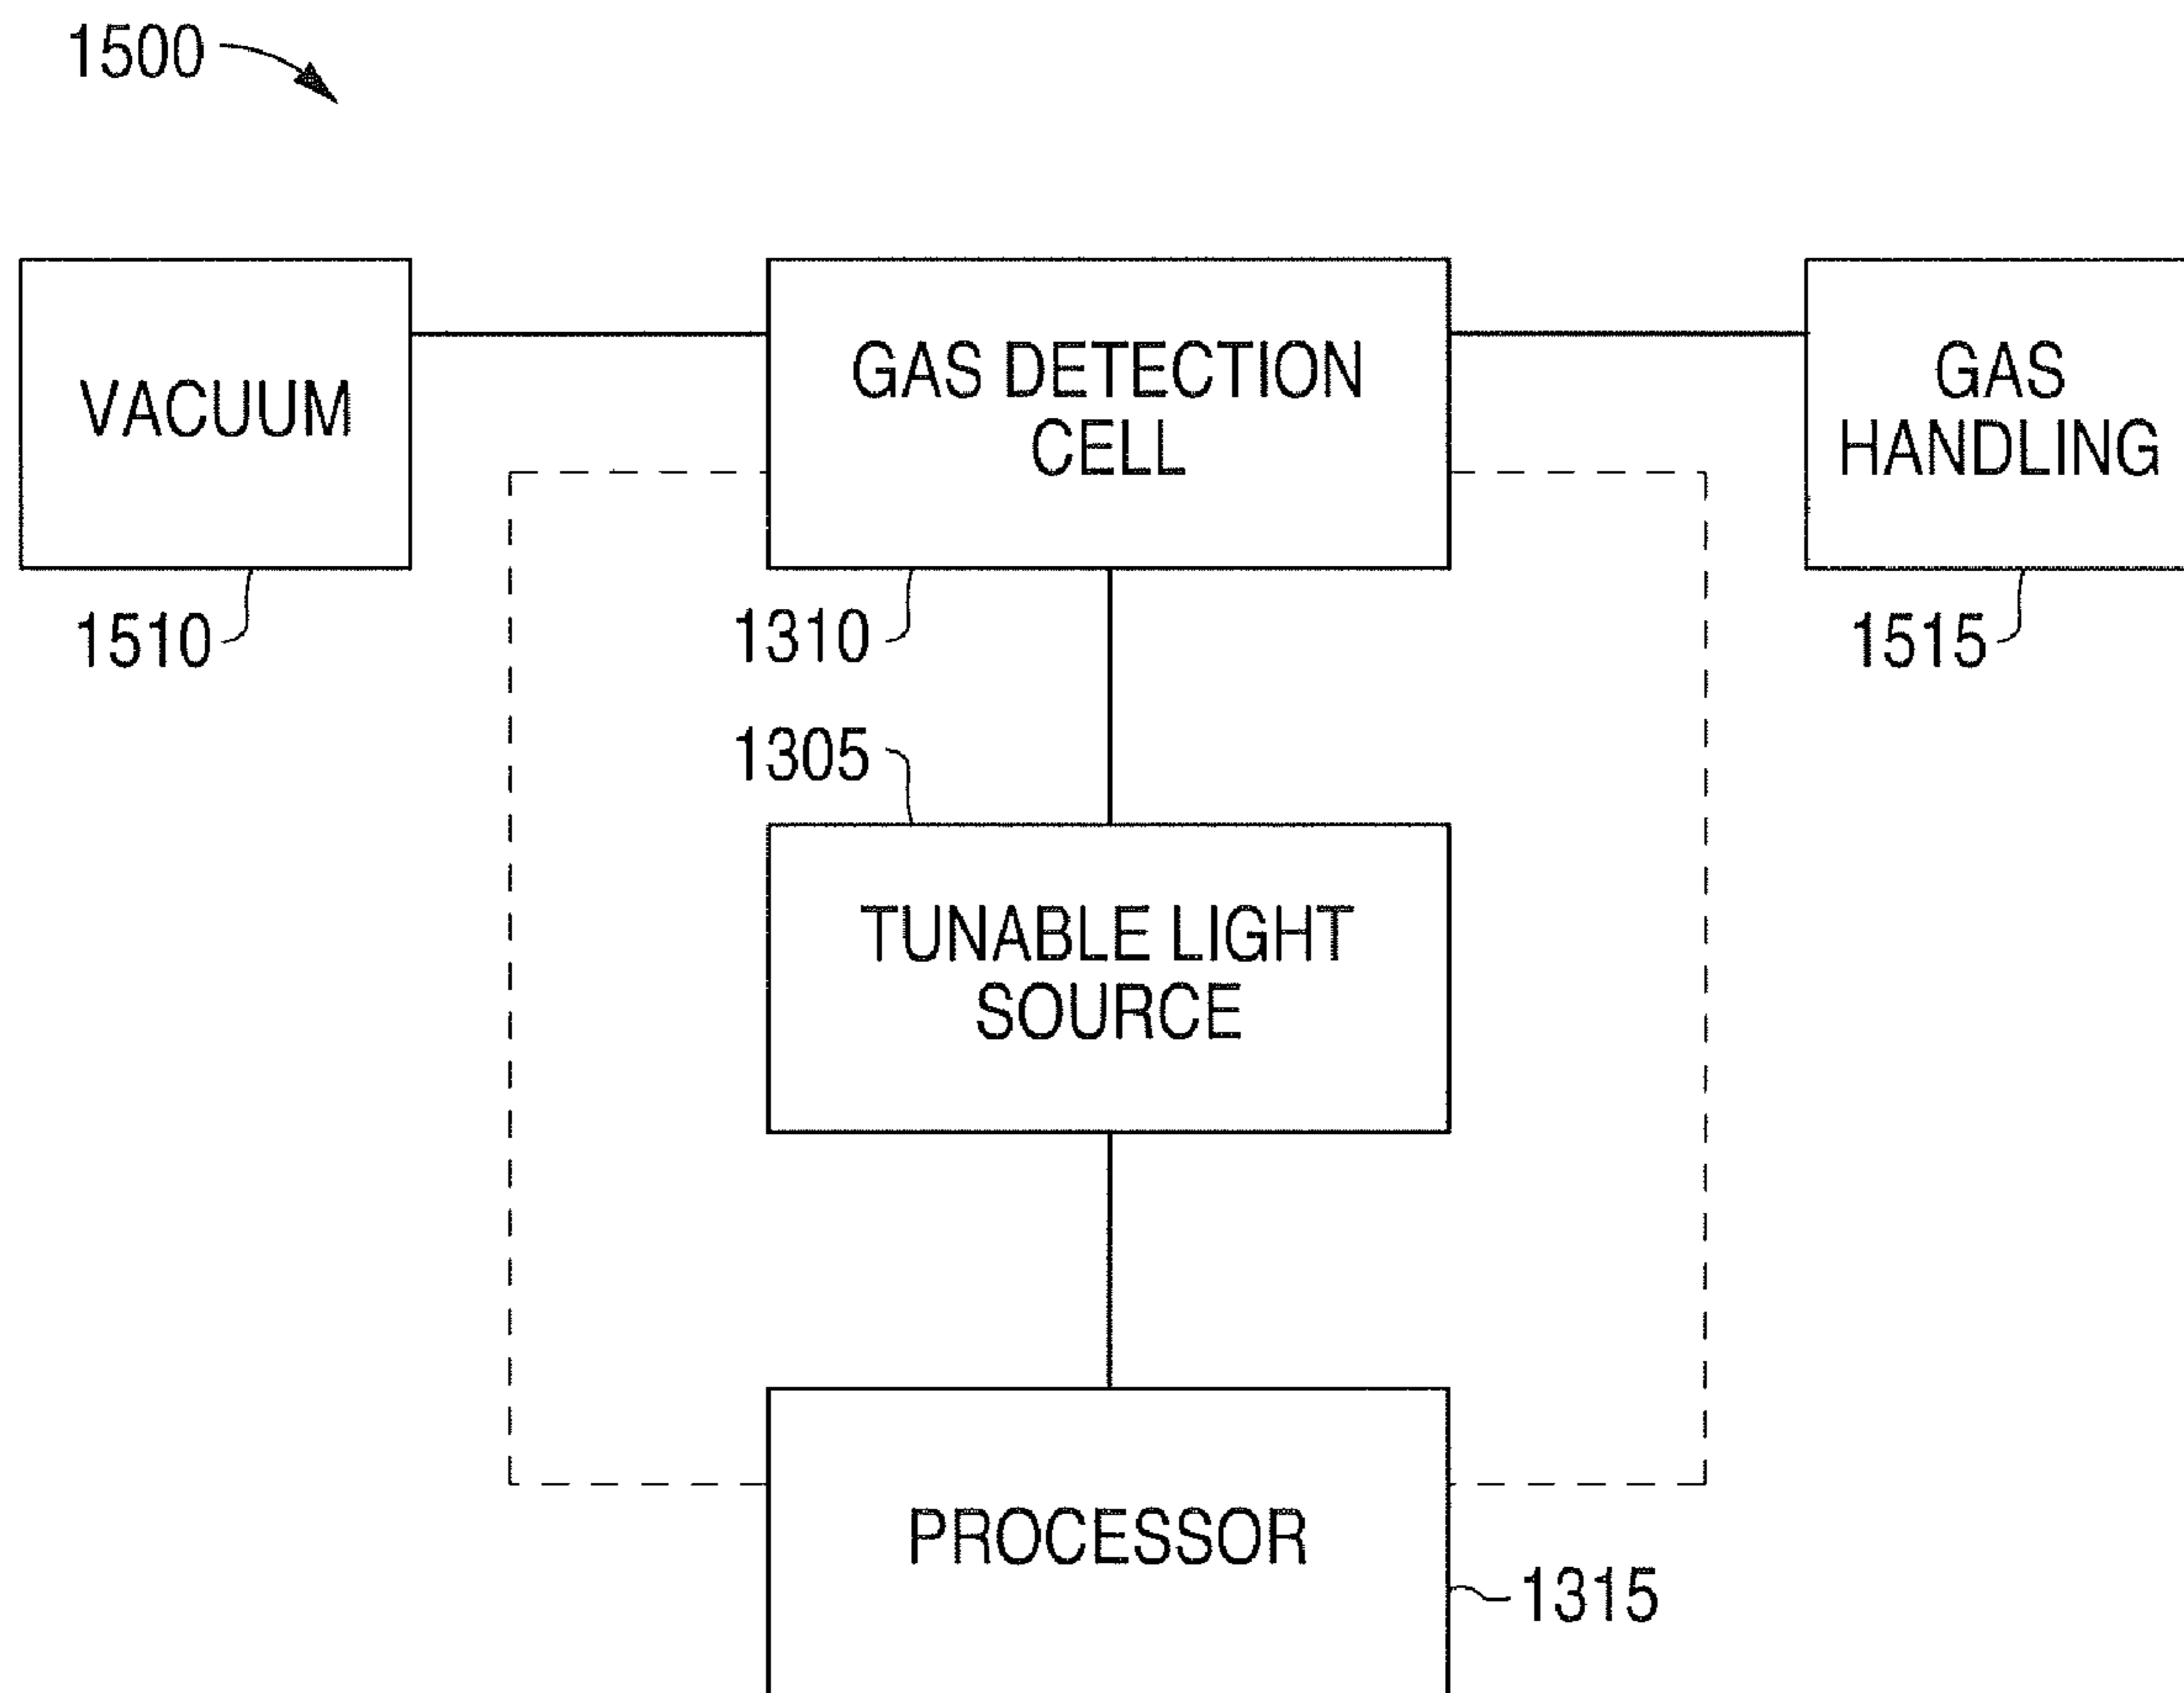 1500
VACUUM
GAS DETECTION
CELL
GAS
HANDLING
1510
1310
1515
1305
TUNABLE LIGHT
SOURCE
PROCESSOR
1315